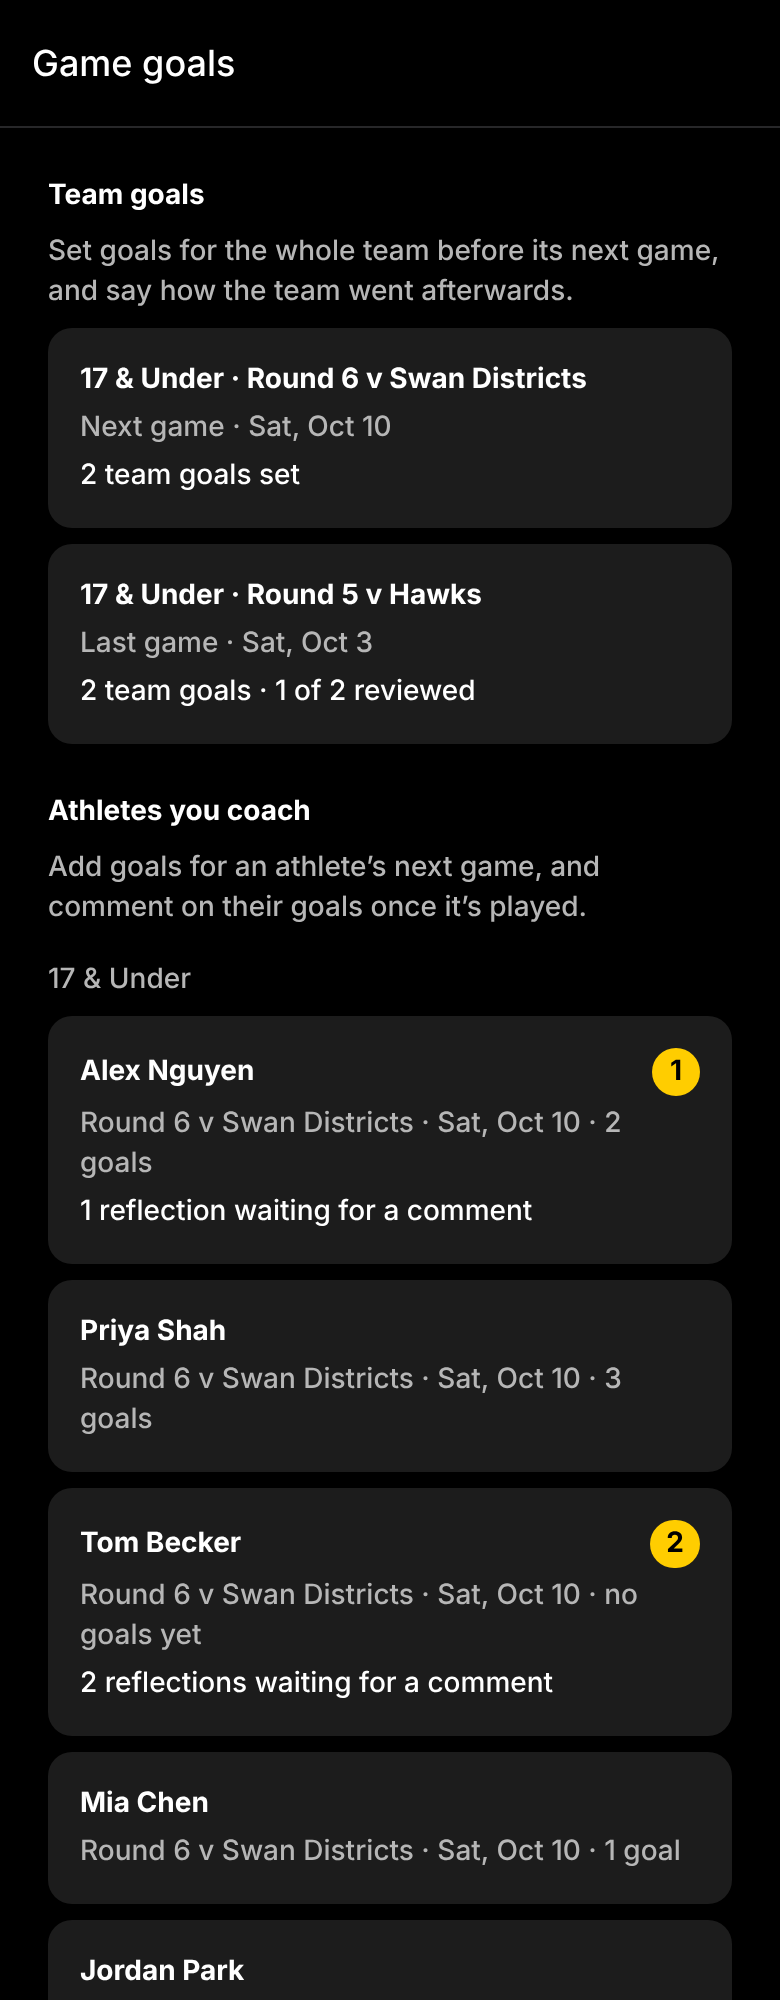 Game goals
Team goals
Set goals for the whole team before its next game,
and say how the team went afterwards.
17 & Under · Round 6 v Swan Districts
Next game · Sat, Oct 10
2 team goals set
17 & Under · Round 5 v Hawks
Last game · Sat, Oct 3
2 team goals · 1 of 2 reviewed
Athletes you coach
Add goals for an athlete’s next game, and
comment on their goals once it’s played.
17 & Under
Alex Nguyen 1
Round 6 v Swan Districts · Sat, Oct 10 · 2
goals
1 reflection waiting for a comment
Priya Shah
Round 6 v Swan Districts · Sat, Oct 10 · 3
goals
Tom Becker 2
Round 6 v Swan Districts · Sat, Oct 10 · no
goals yet
2 reflections waiting for a comment
Mia Chen
Round 6 v Swan Districts · Sat, Oct 10 · 1 goal
Jordan Park